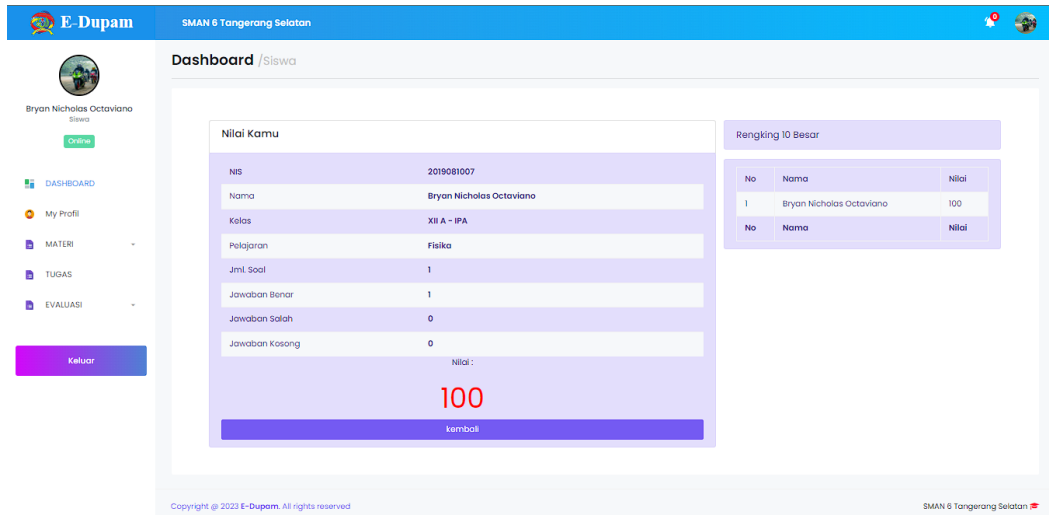 E-Dupam
SMAN 6 Tangerang Selatan
0
Bryan Nicholas Octaviano
Siswa
Online
DASHBOARD
My Profil
MATERI
TUGAS
EVALUASI
Keluar
Dashboard /Siswa
Nilai Kamu
NIS 2019081007
Nama Bryan Nicholas Octaviano
Kelas XII A - IPA
Pelajaran Fisika
Jml. Soal 1
Jawaban Benar 1
Jawaban Salah 0
Jawaban Kosong 0
Nilai :
100
kembali
Rengking 10 Besar
No Nama Nilai
1 Bryan Nicholas Octaviano 100
No Nama Nilai
Copyright @ 2023 E-Dupam. All rights reserved
SMAN 6 Tangerang Selatan